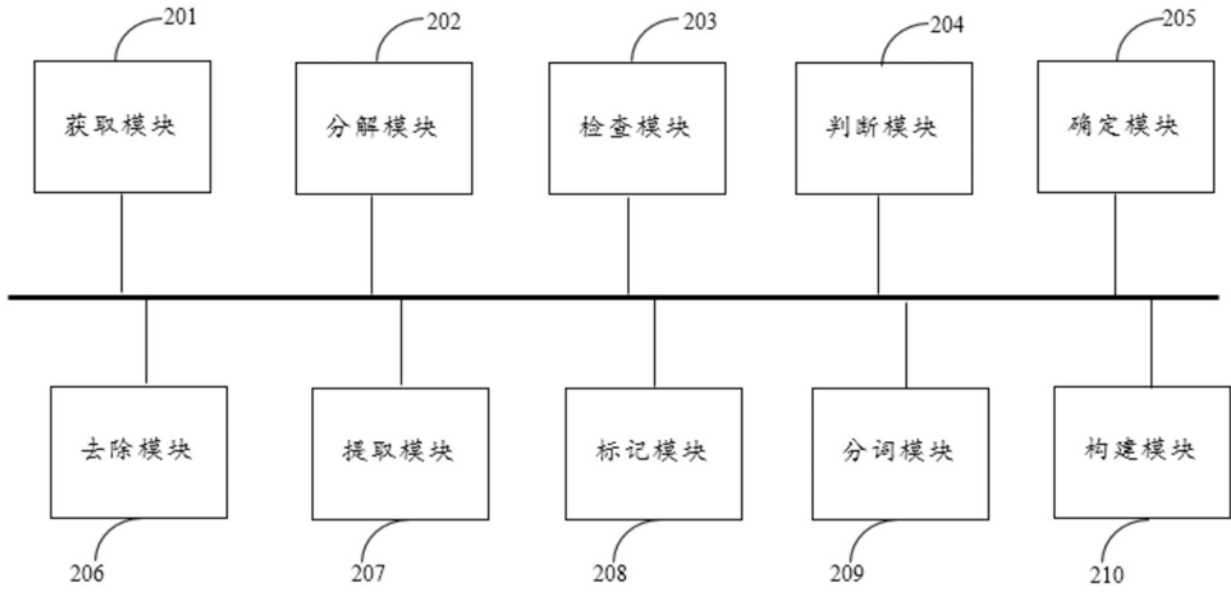 201 202 203 204 205
获取模块 分解模块 检查模块 判断模块 确定模块
去除模块 提取模块 标记模块 分词模块 构建模块
206 207 208 209 210